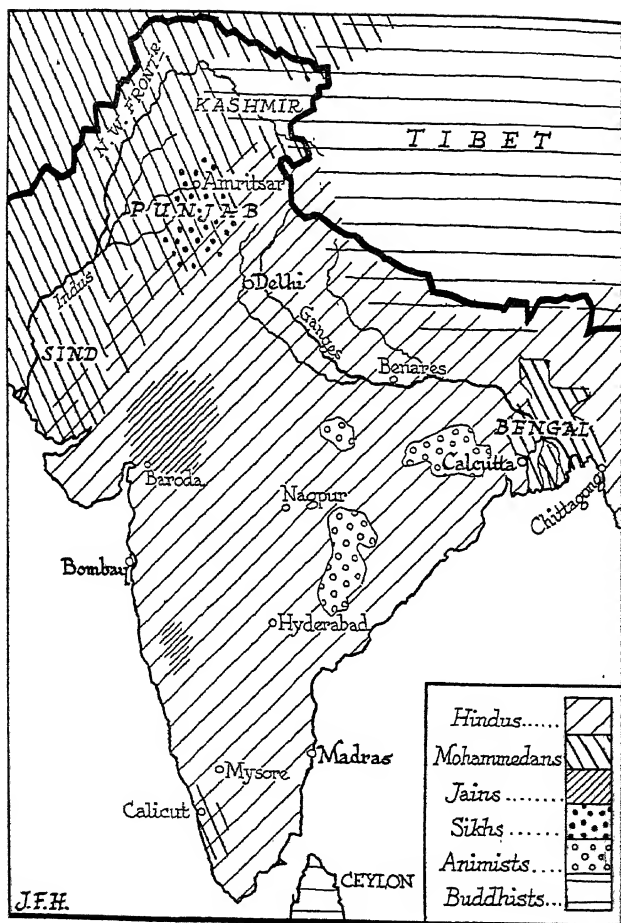 N.W. FRONTIR
KASHMIR
TIBET
Amritsar
PUNJAB
Indus
Delhi
Ganges
SIND
Benares
BENGAL
Baroda
Calcutta
Nagpur
Chittagong
Bombay
Hyderabad
Madras
Mysore
Calicut
CEYLON
Hindus......
Mohammedans
Jains..........
Sikhs.......
Animists....
Buddhists...
J.F.H.